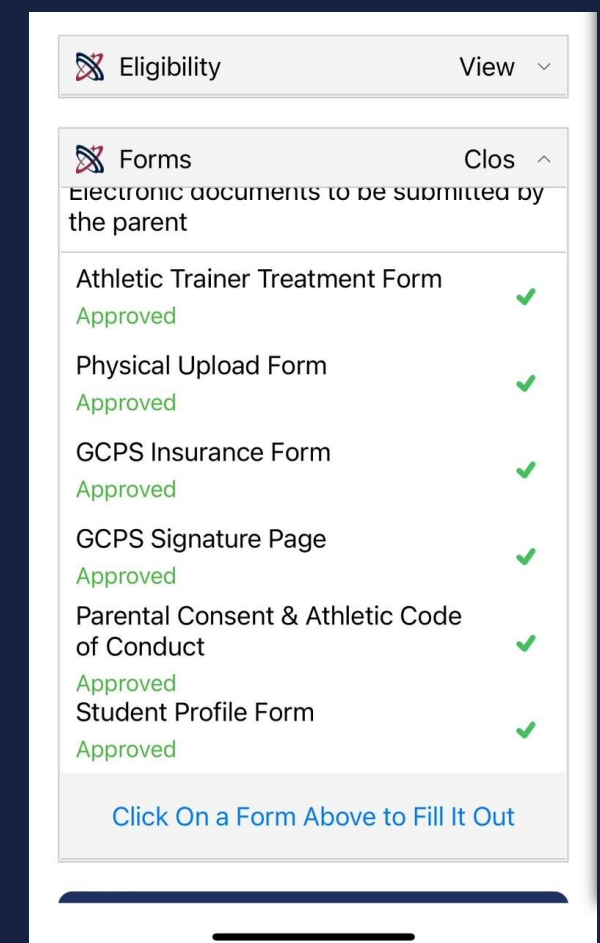 Eligibility View
Forms Clos
Electronic documents to be submitted by
the parent
Athletic Trainer Treatment Form
Approved
Physical Upload Form
Approved
GCPS Insurance Form
Approved
GCPS Signature Page
Approved
Parental Consent & Athletic Code
of Conduct
Approved
Student Profile Form
Approved
Click On a Form Above to Fill It Out